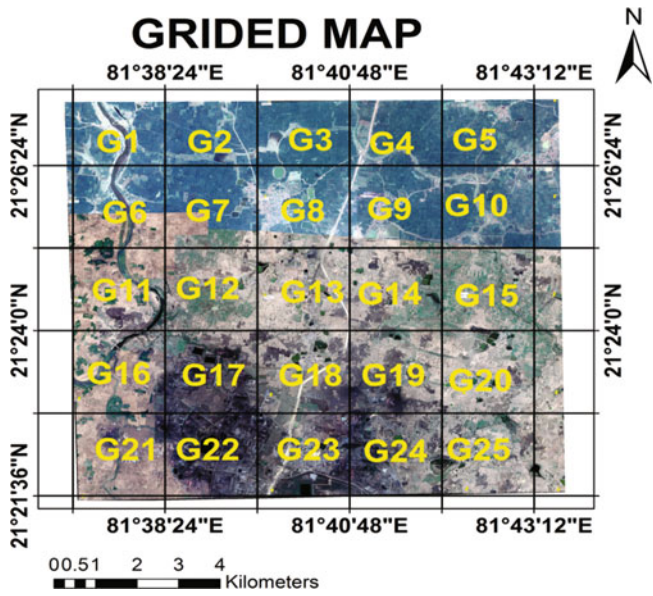 GRIDED MAP
N
81°38'24"E 81°40'48"E 81°43'12"E
21°26'24"N
21°24'0"N
21°21'36"N
G1 G2 G3 G4 G5
G6 G7 G8 G9 G10
G11 G12 G13 G14 G15
G16 G17 G18 G19 G20
G21 G22 G23 G24 G25
21°26'24"N
21°24'0"N
21°21'36"N
81°38'24"E 81°40'48"E 81°43'12"E
00.51 2 3 4
Kilometers